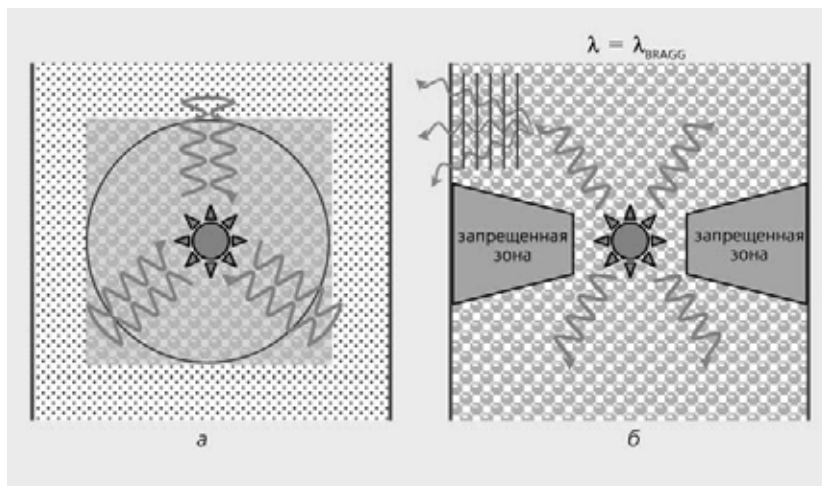 λ = λBRAGG
запрещенная
зона
запрещенная
зона
а
б